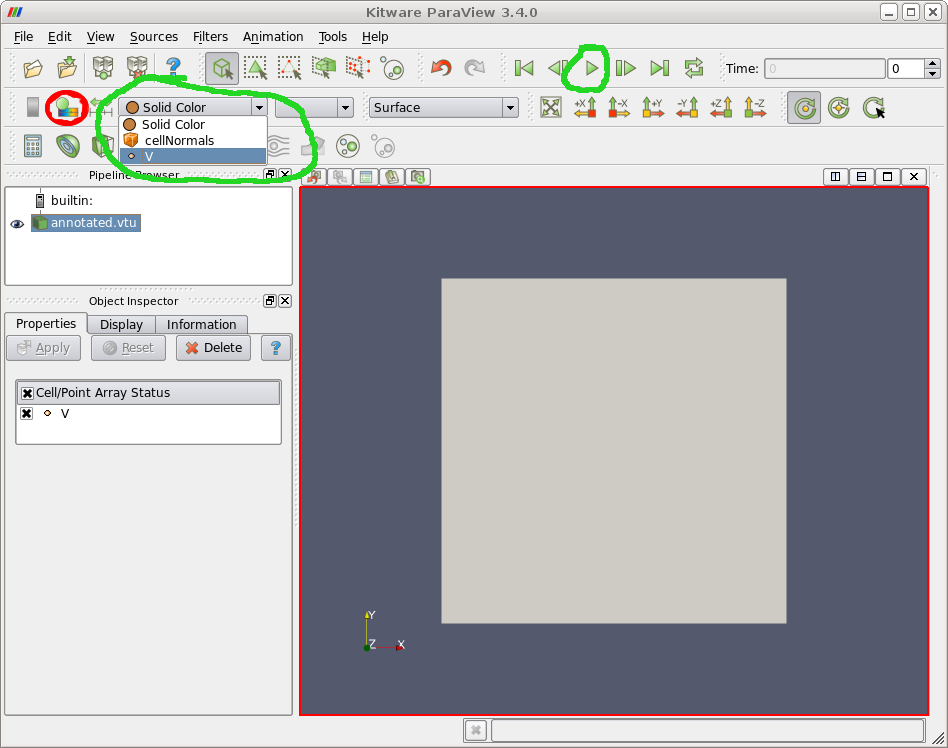 Kitware ParaView 3.4.0
File Edit View Sources Filters Animation Tools Help
Time: 0 0
Solid Color Surface +X -X +Y -Y +Z -Z
Solid Color
cellNormals
V
Pipeline Browser
builtin:
annotated.vtu
Object Inspector
Properties Display Information
Apply Reset Delete ?
Cell/Point Array Status
V
Y
Z X